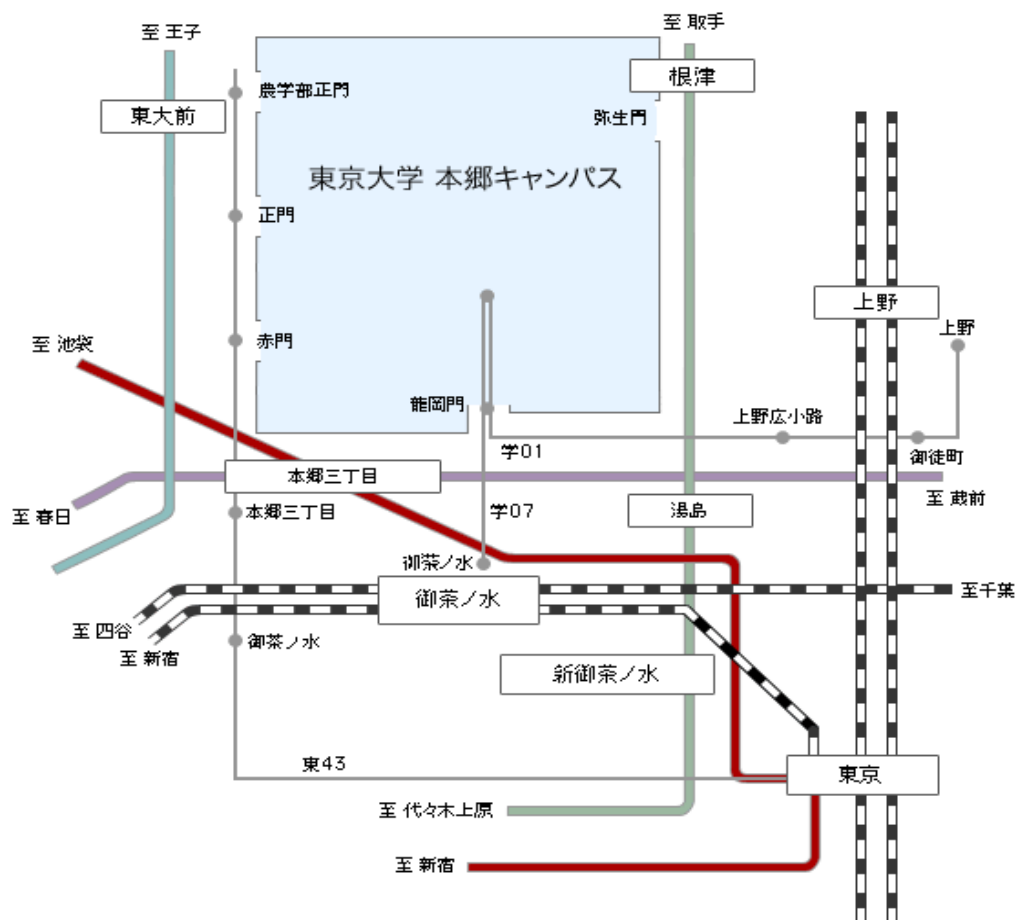 至 王子
至 取手
根津
農学部正門
東大前
弥生門
東京大学 本郷キャンパス
正門
上野
上野
至 池袋
赤門
龍岡門
上野広小路
学01
御徒町
本郷三丁目
至 蔵前
至 春日
本郷三丁目
学07
湯島
御茶ノ水
御茶ノ水
至千葉
至 四谷
至 新宿
御茶ノ水
新御茶ノ水
東43
東京
至 代々木上原
至 新宿